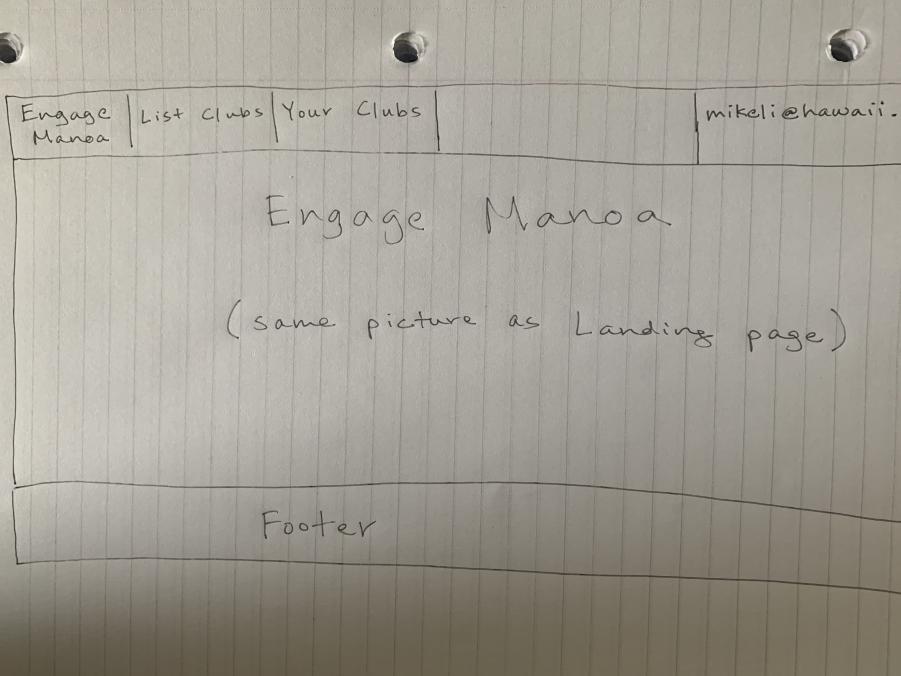 Engage
Manoa
List Clubs
Your Clubs
mikeli@hawaii.
Engage Manoa
(same picture as Landing page)
Footer